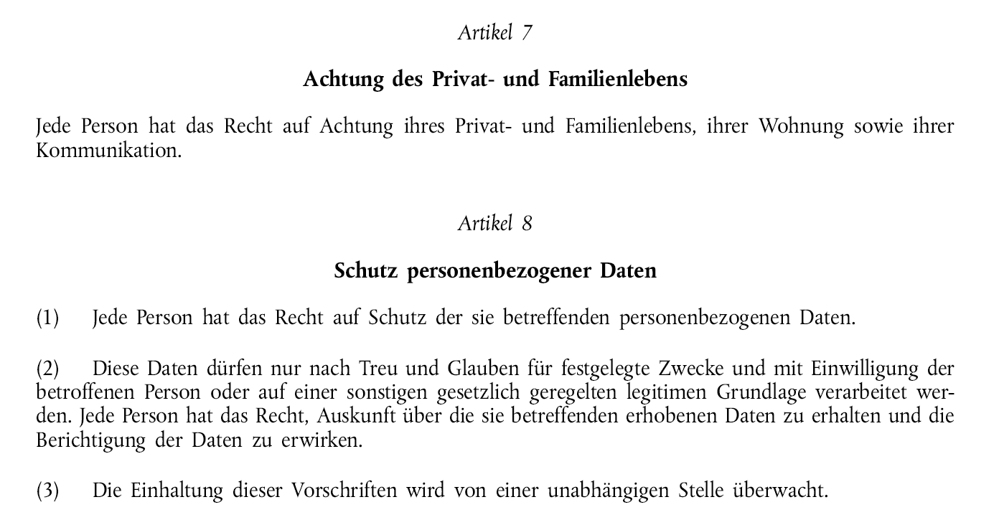 Artikel 7
Achtung des Privat- und Familienlebens
Jede Person hat das Recht auf Achtung ihres Privat- und Familienlebens, ihrer Wohnung sowie ihrer
Kommunikation.
Artikel 8
Schutz personenbezogener Daten
(1) Jede Person hat das Recht auf Schutz der sie betreffenden personenbezogenen Daten.
(2) Diese Daten dürfen nur nach Treu und Glauben für festgelegte Zwecke und mit Einwilligung der
betroffenen Person oder auf einer sonstigen gesetzlich geregelten legitimen Grundlage verarbeitet wer-
den. Jede Person hat das Recht, Auskunft über die sie betreffenden erhobenen Daten zu erhalten und die
Berichtigung der Daten zu erwirken.
(3) Die Einhaltung dieser Vorschriften wird von einer unabhängigen Stelle überwacht.